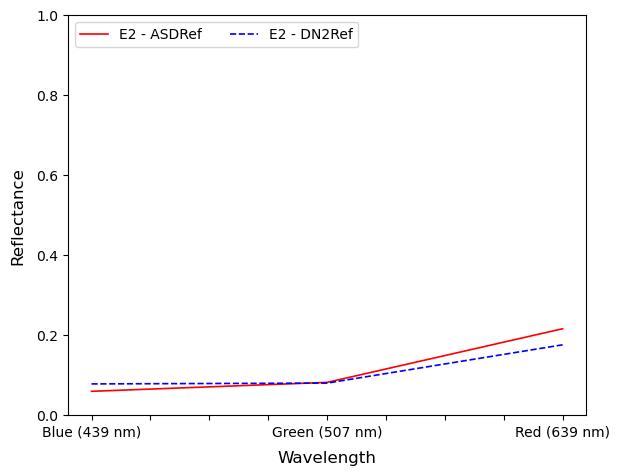 E2 - ASDRef
E2 - DN2Ref
1.0
0.8
0.6
0.4
0.2
0.0
Reflectance
Blue (439 nm)
Green (507 nm)
Red (639 nm)
Wavelength